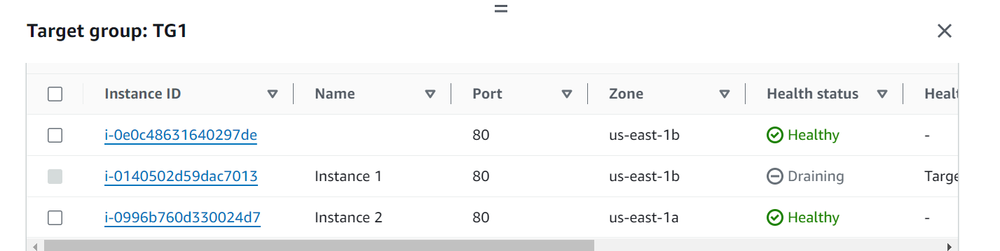 Target group: TG1
Instance ID Name Port Zone Health status Healt
i-0e0c48631640297de 80 us-east-1b Healthy -
i-0140502d59dac7013 Instance 1 80 us-east-1b Draining Targe
i-0996b760d330024d7 Instance 2 80 us-east-1a Healthy -